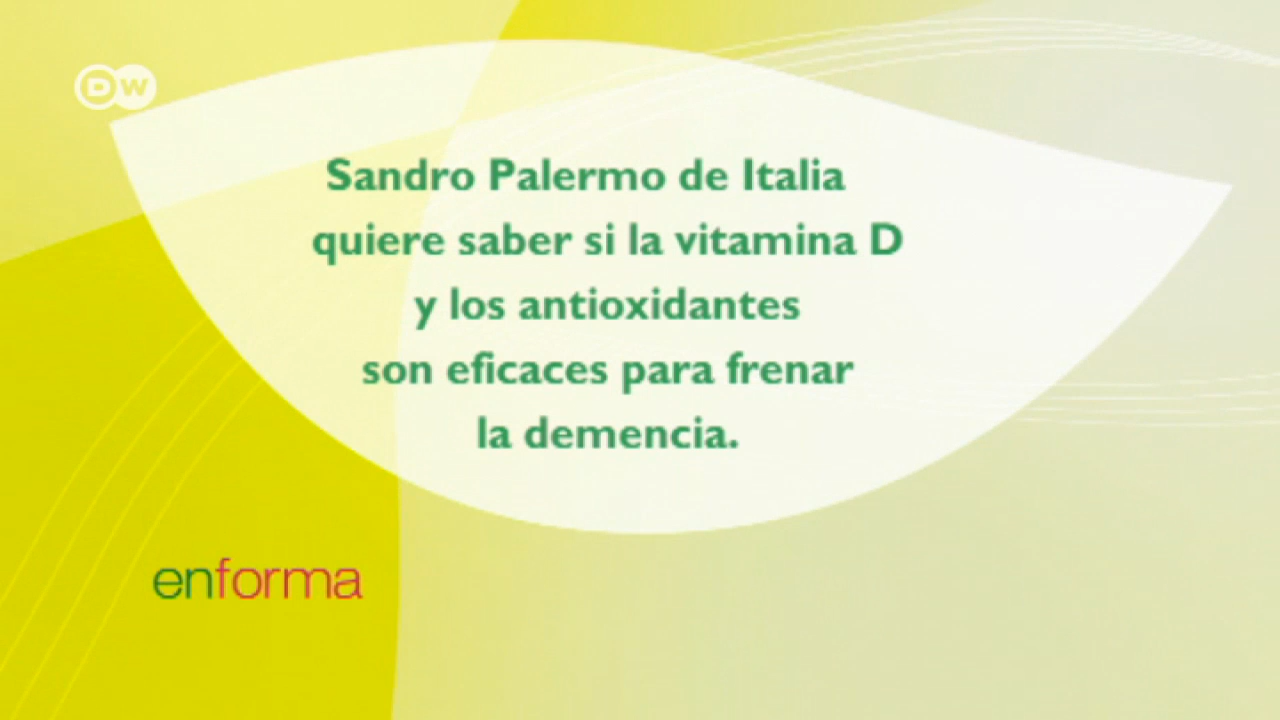 DW
Sandro Palermo de Italia
quiere saber si la vitamina D
y los antioxidantes
son eficaces para frenar
la demencia.
enforma